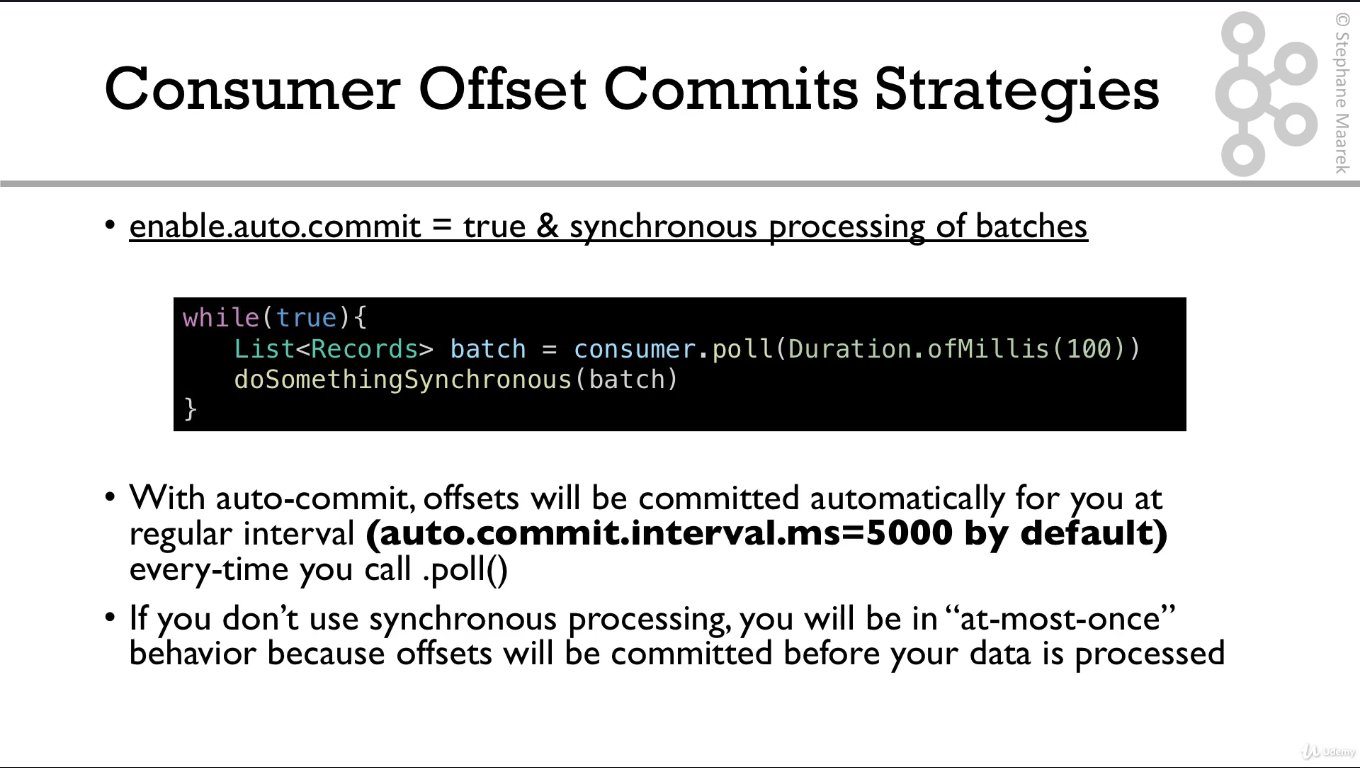 Consumer Offset Commits Strategies
© Stephane Maarek
• enable.auto.commit = true & synchronous processing of batches
while(true){
List<Records> batch = consumer.poll(Duration.ofMillis(100))
doSomethingSynchronous(batch)
}
• With auto-commit, offsets will be committed automatically for you at
regular interval (auto.commit.interval.ms=5000 by default)
every-time you call .poll()
• If you don’t use synchronous processing, you will be in “at-most-once”
behavior because offsets will be committed before your data is processed
Udemy